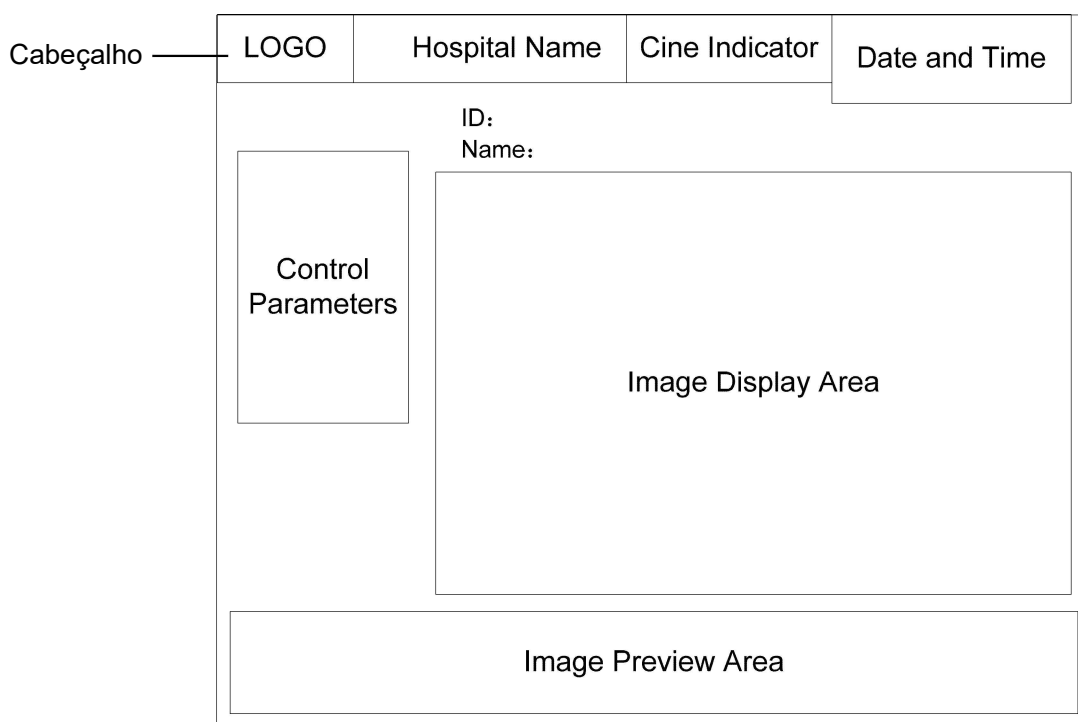 Cabeçalho
LOGO
Hospital Name
Cine Indicator
Date and Time
ID：
Name：
Control
Parameters
Image Display Area
Image Preview Area